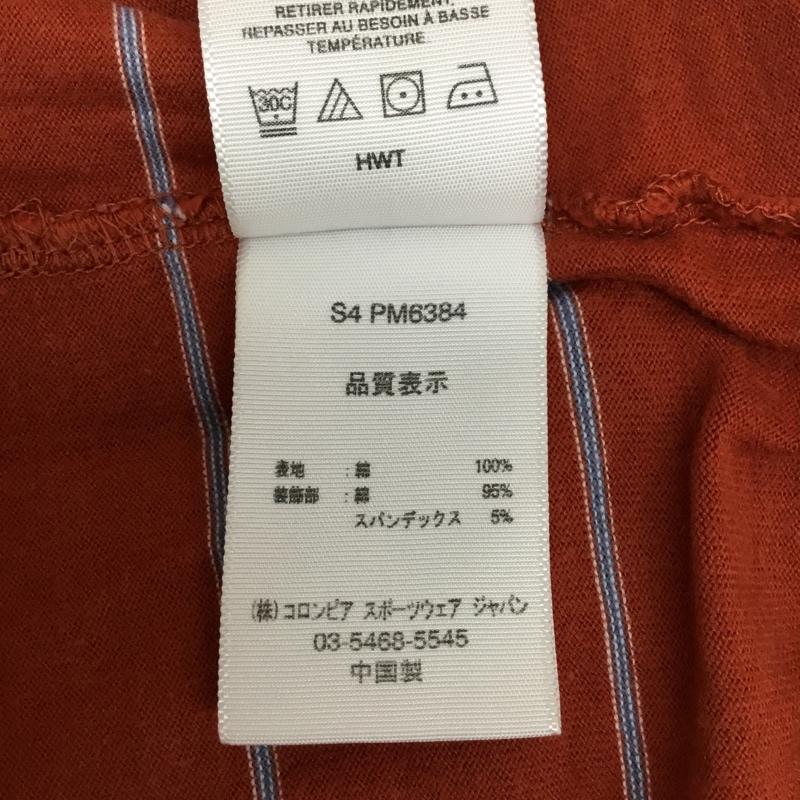 RETIRER RAPIDEMENT.
REPASSER AU BESOIN À BASSE
TEMPÉRATURE
30C
HWT
S4 PM6384
品質表示
表地 : 綿 100%
装飾部 : 綿 95%
スパンデックス 5%
(株)コロンビア スポーツウェア ジャパン
03-5468-5545
中国製